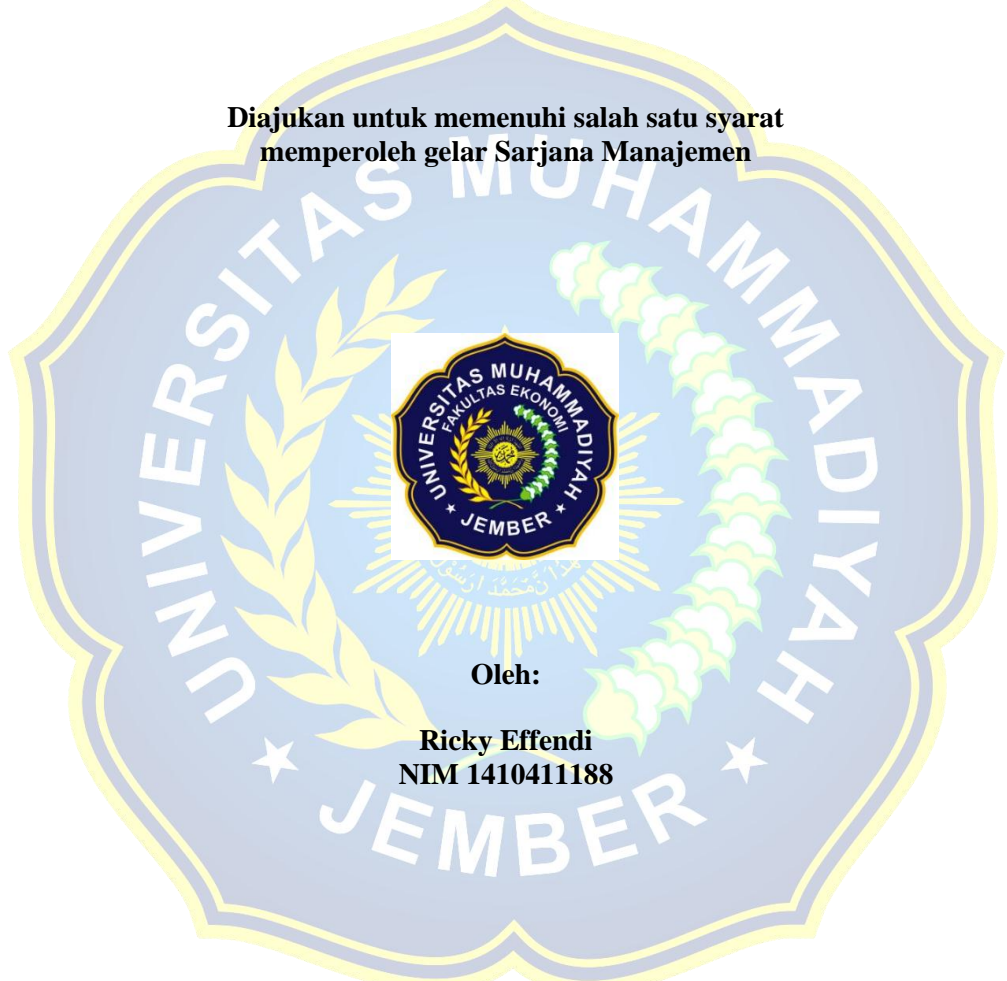 Diajukan untuk memenuhi salah satu syarat
memperoleh gelar Sarjana Manajemen
UNIVERSITAS MUHAMMADIYAH
JEMBER
UNIVERSITAS MUHAMMADIYAH
FAKULTAS EKONOMI
JEMBER
Oleh:
Ricky Effendi
NIM 1410411188